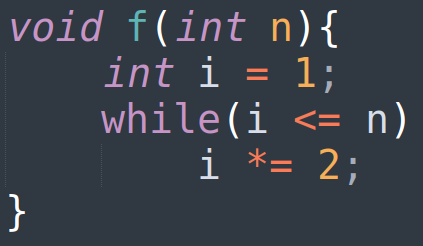 void f(int n){
    int i = 1;
    while(i <= n)
        i *= 2;
}